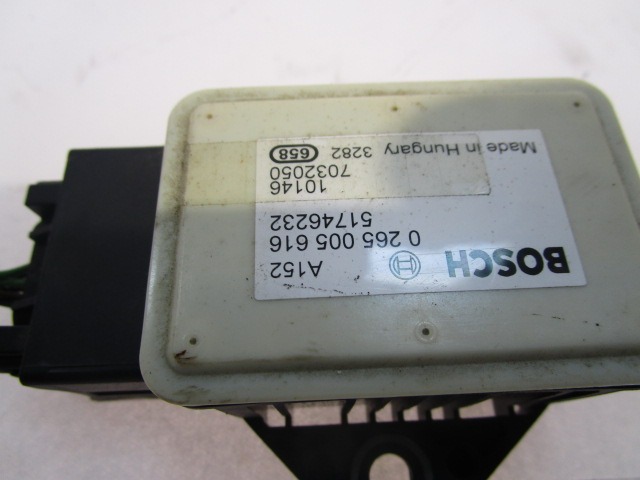 A152
BOSCH
0 265 005 616
51746232
10146
7032050
Made in Hungary 3282 658